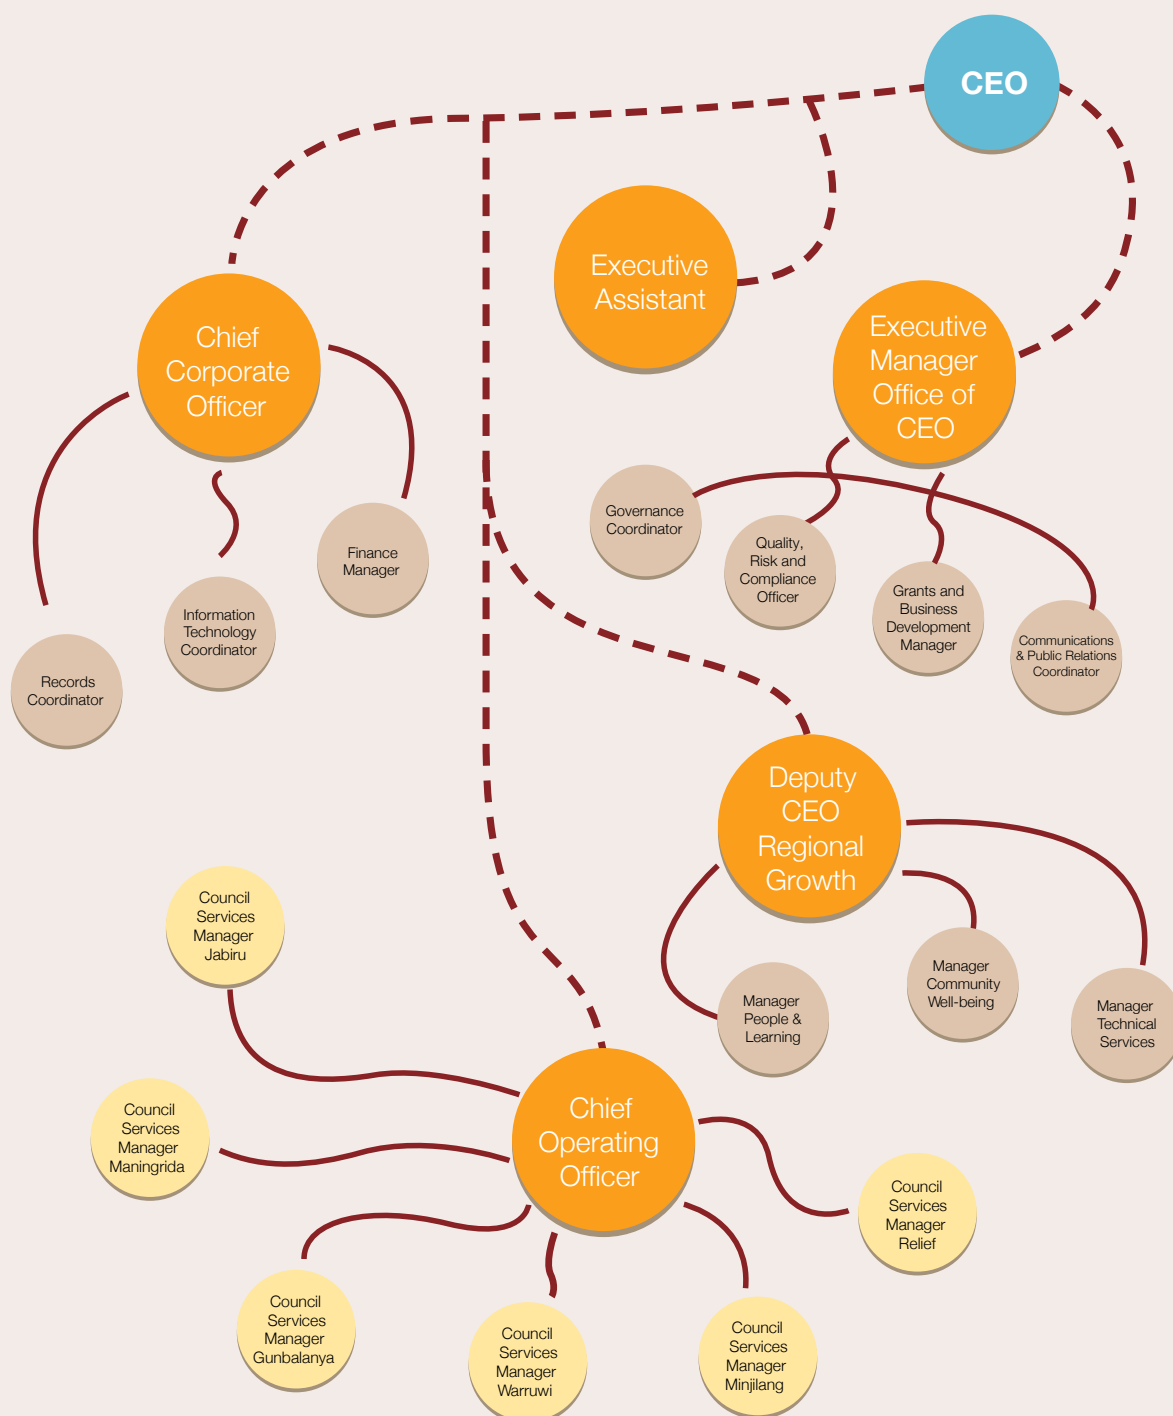 CEO
Executive
Assistant
Chief
Corporate
Officer
Executive
Manager
Office of
CEO
Governance
Coordinator
Quality,
Risk and
Compliance
Officer
Finance
Manager
Grants and
Business
Development
Manager
Information
Technology
Coordinator
Communications
& Public Relations
Coordinator
Records
Coordinator
Deputy
CEO
Regional
Growth
Council
Services
Manager
Jabiru
Manager
Community
Well-being
Manager
People &
Learning
Manager
Technical
Services
Chief
Operating
Officer
Council
Services
Manager
Maningrida
Council
Services
Manager
Relief
Council
Services
Manager
Gunbalanya
Council
Services
Manager
Warruwi
Council
Services
Manager
Minjilang